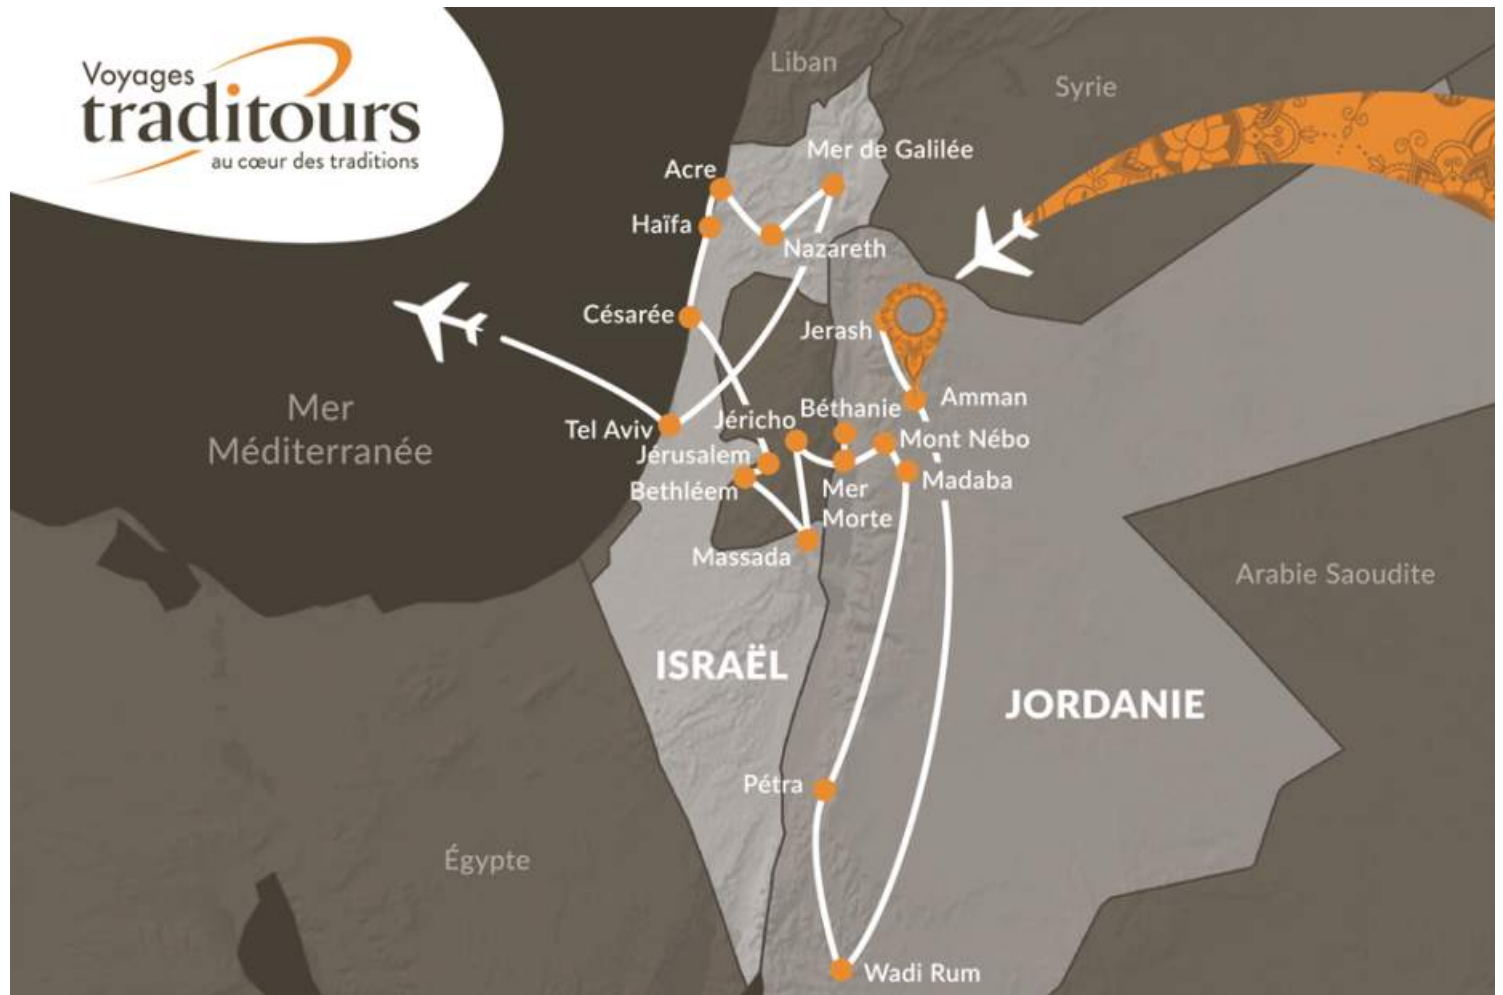 Voyages
traditours
au cœur des traditions
Liban
Syrie
Mer de Galilée
Acre
Haïfa
Nazareth
Césarée
Jerash
Mer
Méditerranée
Tel Aviv
Jéricho
Béthanie
Amman
Jérusalem
Mont Nébo
Bethléem
Mer
Morte
Madaba
Massada
Arabie Saoudite
ISRAËL
JORDANIE
Pétra
Égypte
Wadi Rum